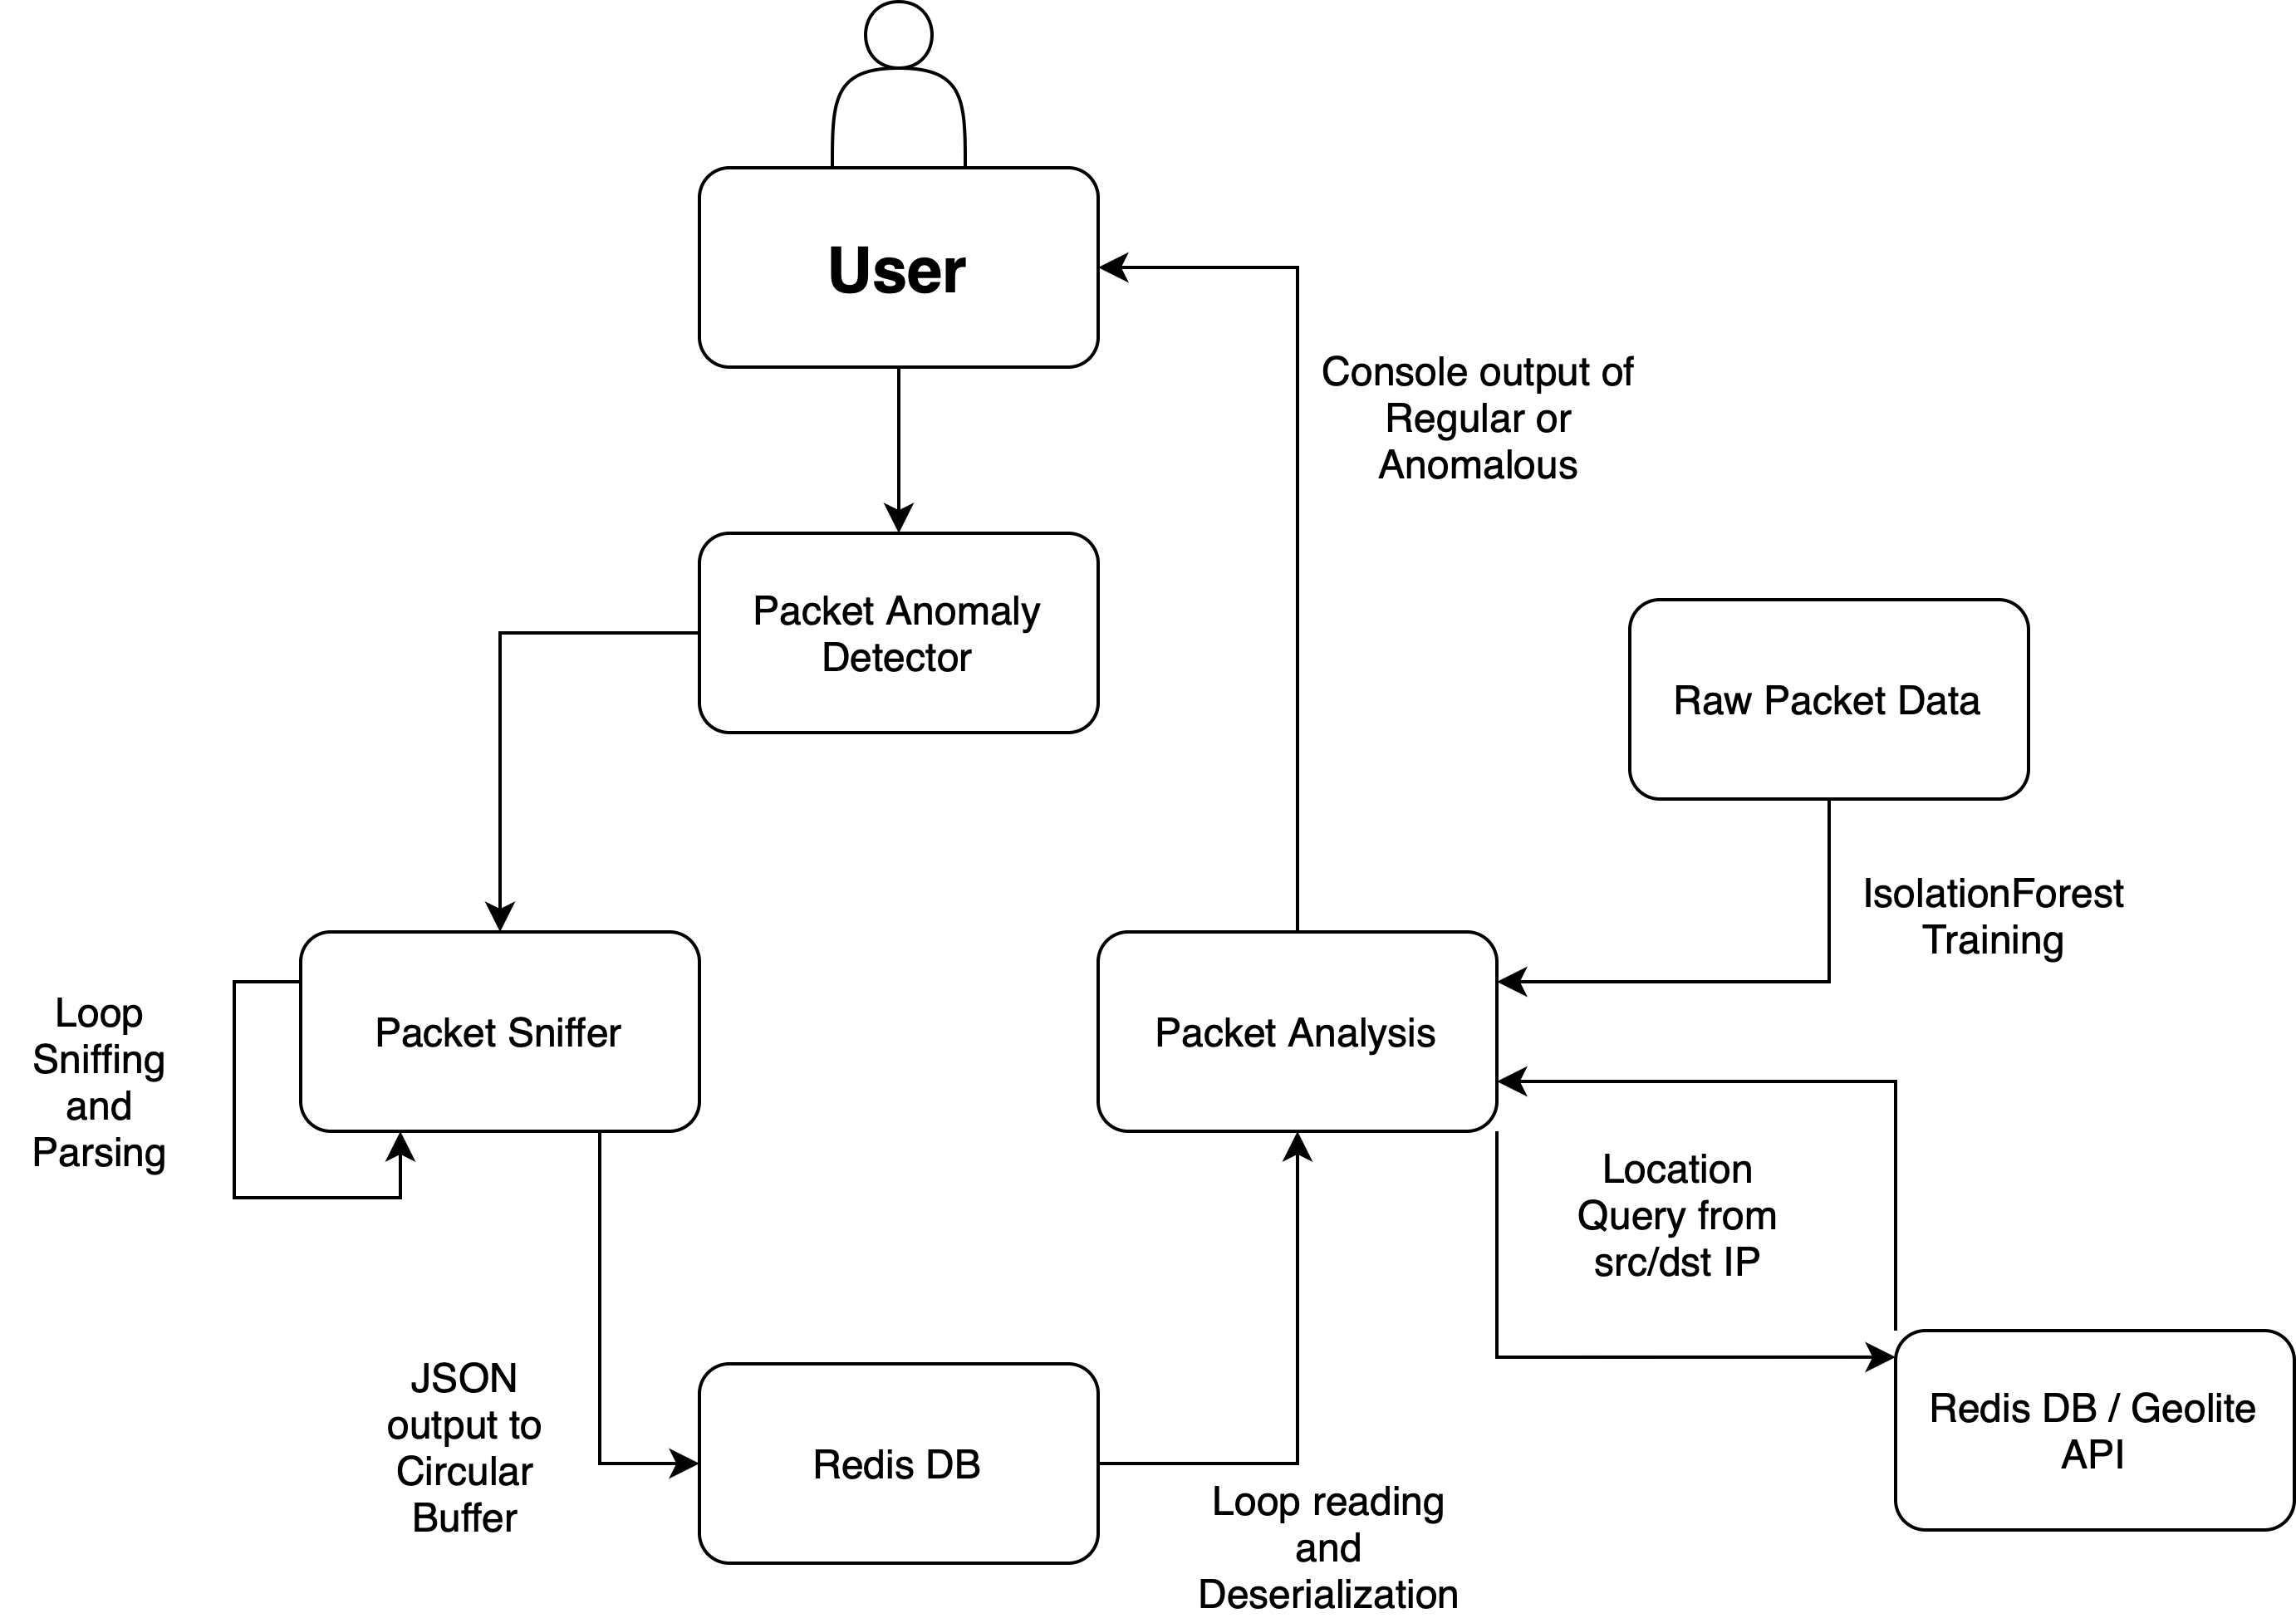 User
Console output of
Regular or
Anomalous
Packet Anomaly
Detector
Raw Packet Data
IsolationForest
Training
Loop
Sniffing
and
Parsing
Packet Sniffer
Packet Analysis
Location
Query from
src/dst IP
JSON
output to
Circular
Buffer
Redis DB
Loop reading
and
Deserialization
Redis DB / Geolite
API